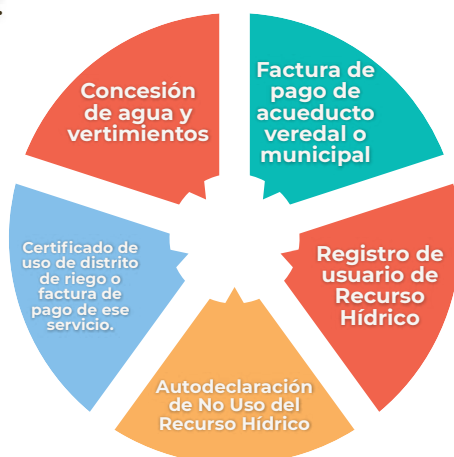 Concesión
de agua y
vertimientos
Factura de
pago de
acueducto
veredal o
municipal
Registro de
usuario de
Recurso
Hídrico
Autodeclaración
de No Uso del
Recurso Hídrico
Certificado de
uso de distrito
de riego o
factura de
pago de ese
servicio.